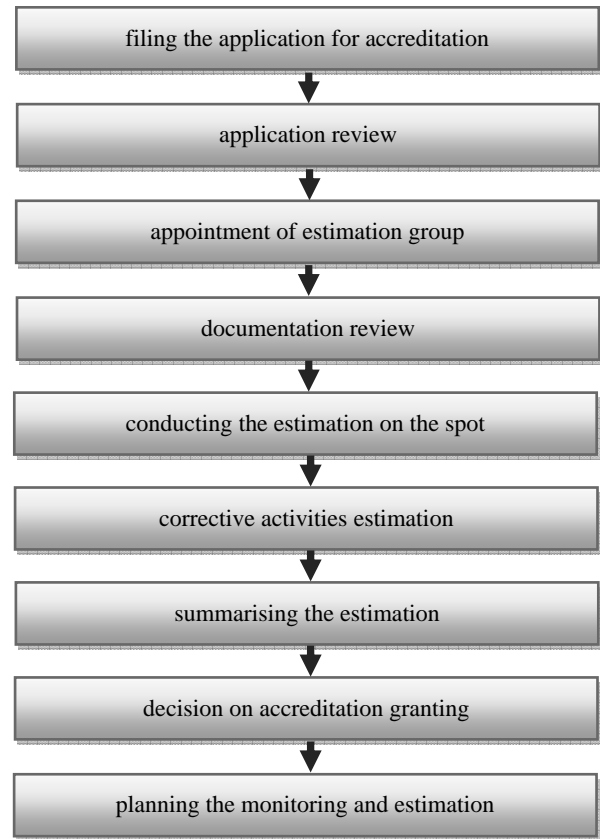 filing the application for accreditation
application review
appointment of estimation group
documentation review
conducting the estimation on the spot
corrective activities estimation
summarising the estimation
decision on accreditation granting
planning the monitoring and estimation